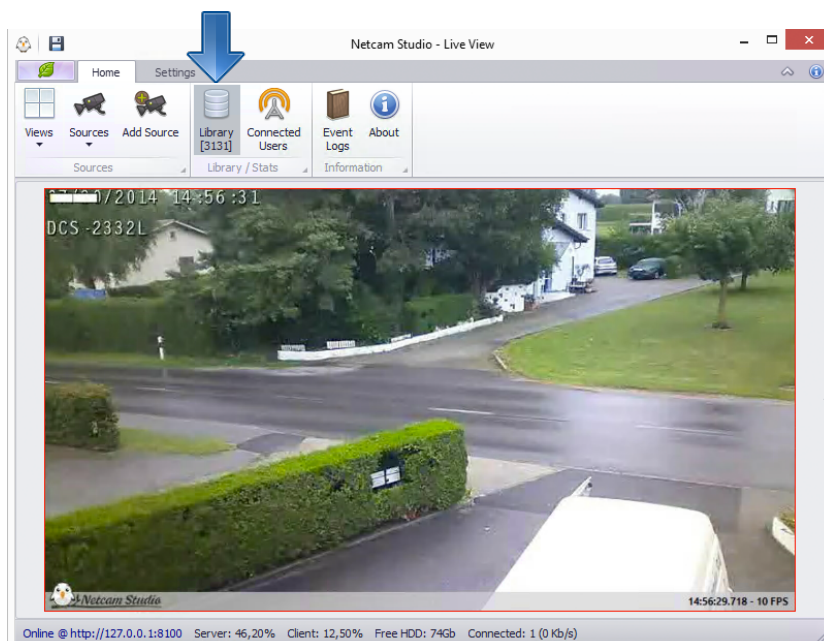 Netcam Studio - Live View
Home Settings
Views
Sources
Add Source
Library
[3131]
Connected
Users
Event
Logs
About
Sources
Library / Stats
Information
/2014 14:56:31
DCS-2332L
Netcam Studio
14:56:29.718 - 10 FPS
Online @ http://127.0.0.1:8100 Server: 46,20% Client: 12,50% Free HDD: 74Gb Connected: 1 (0 Kb/s)